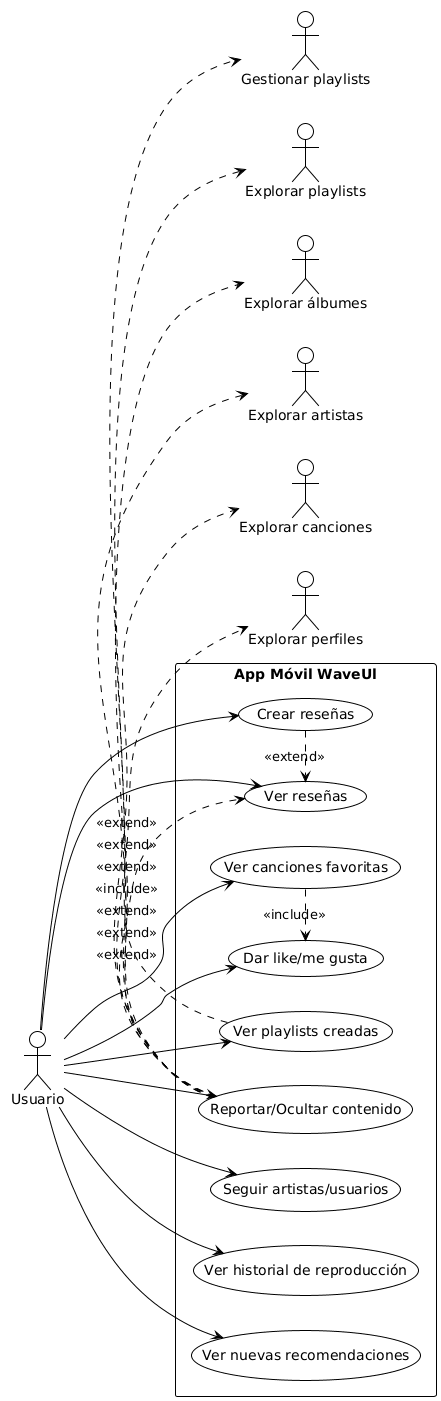 Gestionar playlists
Explorar playlists
Explorar álbumes
Explorar artistas
Explorar canciones
Explorar perfiles
App Móvil WaveUl
Crear reseñas
«extend»
Ver reseñas
«extend»
«extend»
Ver canciones favoritas
«extend»
«include»
«include»
«extend»
«extend»
«extend»
Dar like/me gusta
Ver playlists creadas
Usuario
Reportar/Ocultar contenido
Seguir artistas/usuarios
Ver historial de reproducción
Ver nuevas recomendaciones